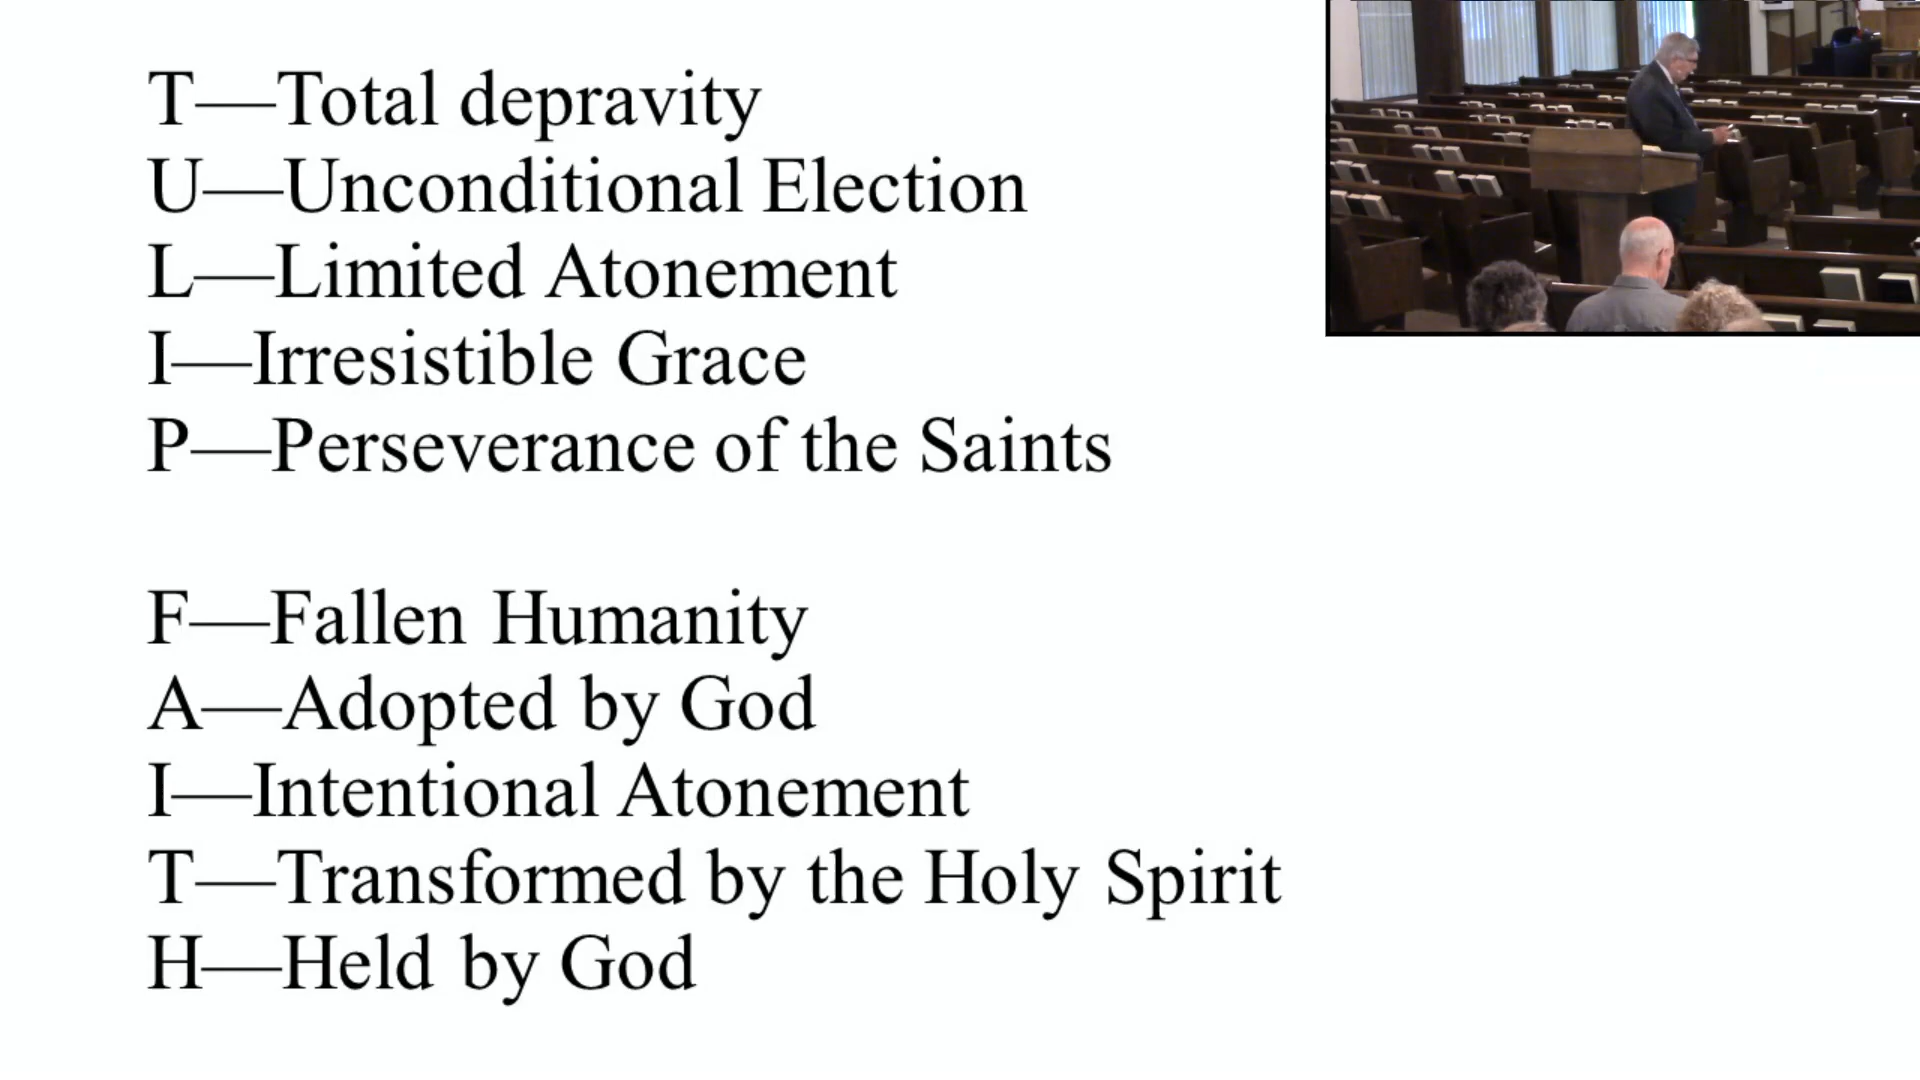 T—Total depravity
U—Unconditional Election
L—Limited Atonement
I—Irresistible Grace
P—Perseverance of the Saints
F—Fallen Humanity
A—Adopted by God
I—Intentional Atonement
T—Transformed by the Holy Spirit
H—Held by God